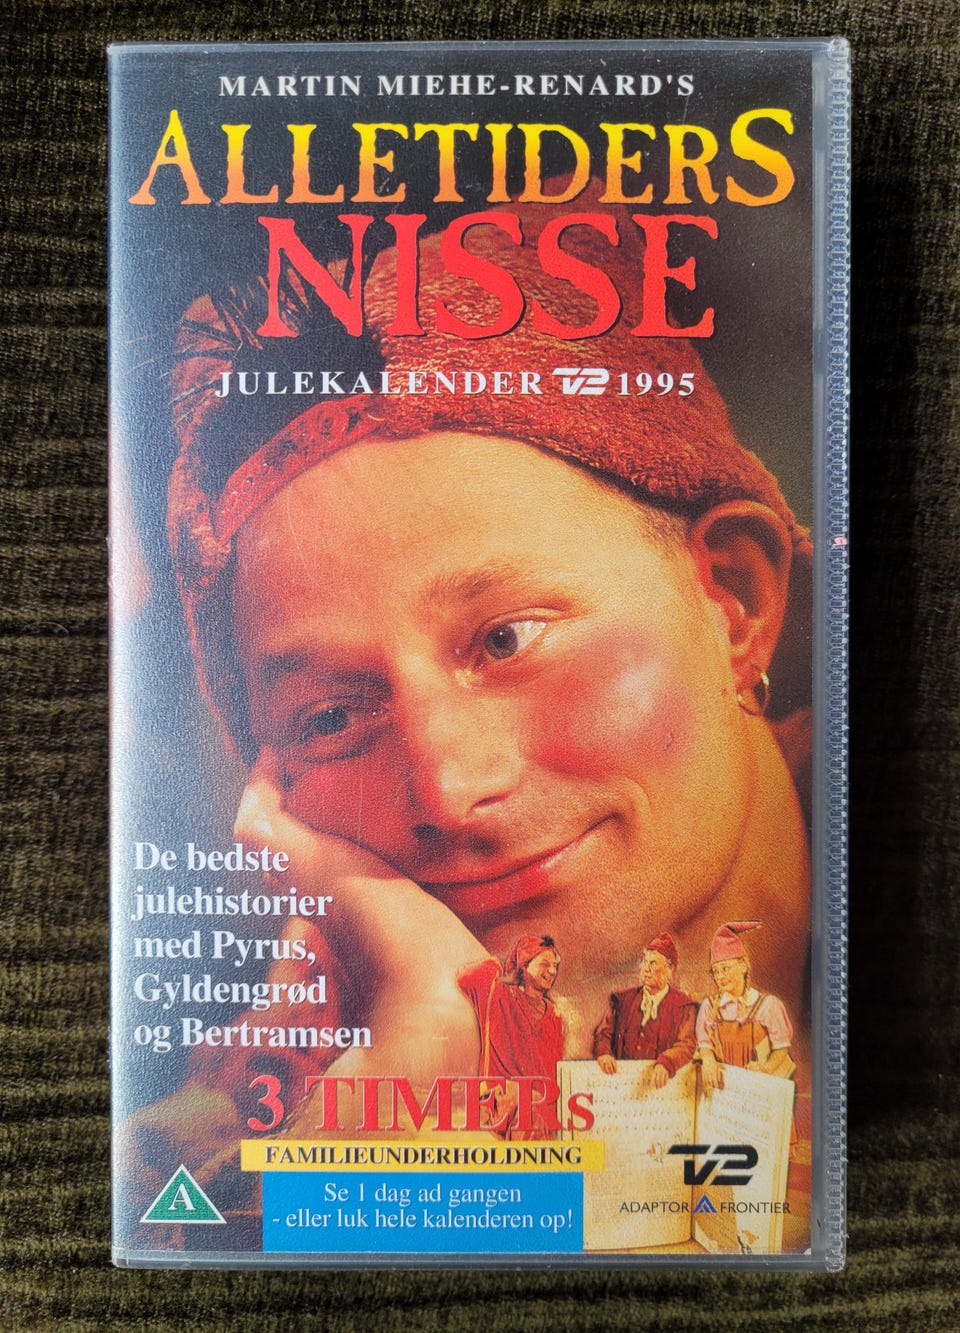 MARTIN MIEHE-RENARD'S
ALLETIDERS
NISSE
JULEKALENDER TV2 1995
De bedste
julehistorier
med Pyrus,
Gyldengrød
og Bertramsen
3 TIMERs
FAMILIEUNDERHOLDNING
Se 1 dag ad gangen
- eller luk hele kalenderen op!
A
TV2
ADAPTOR FRONTIER